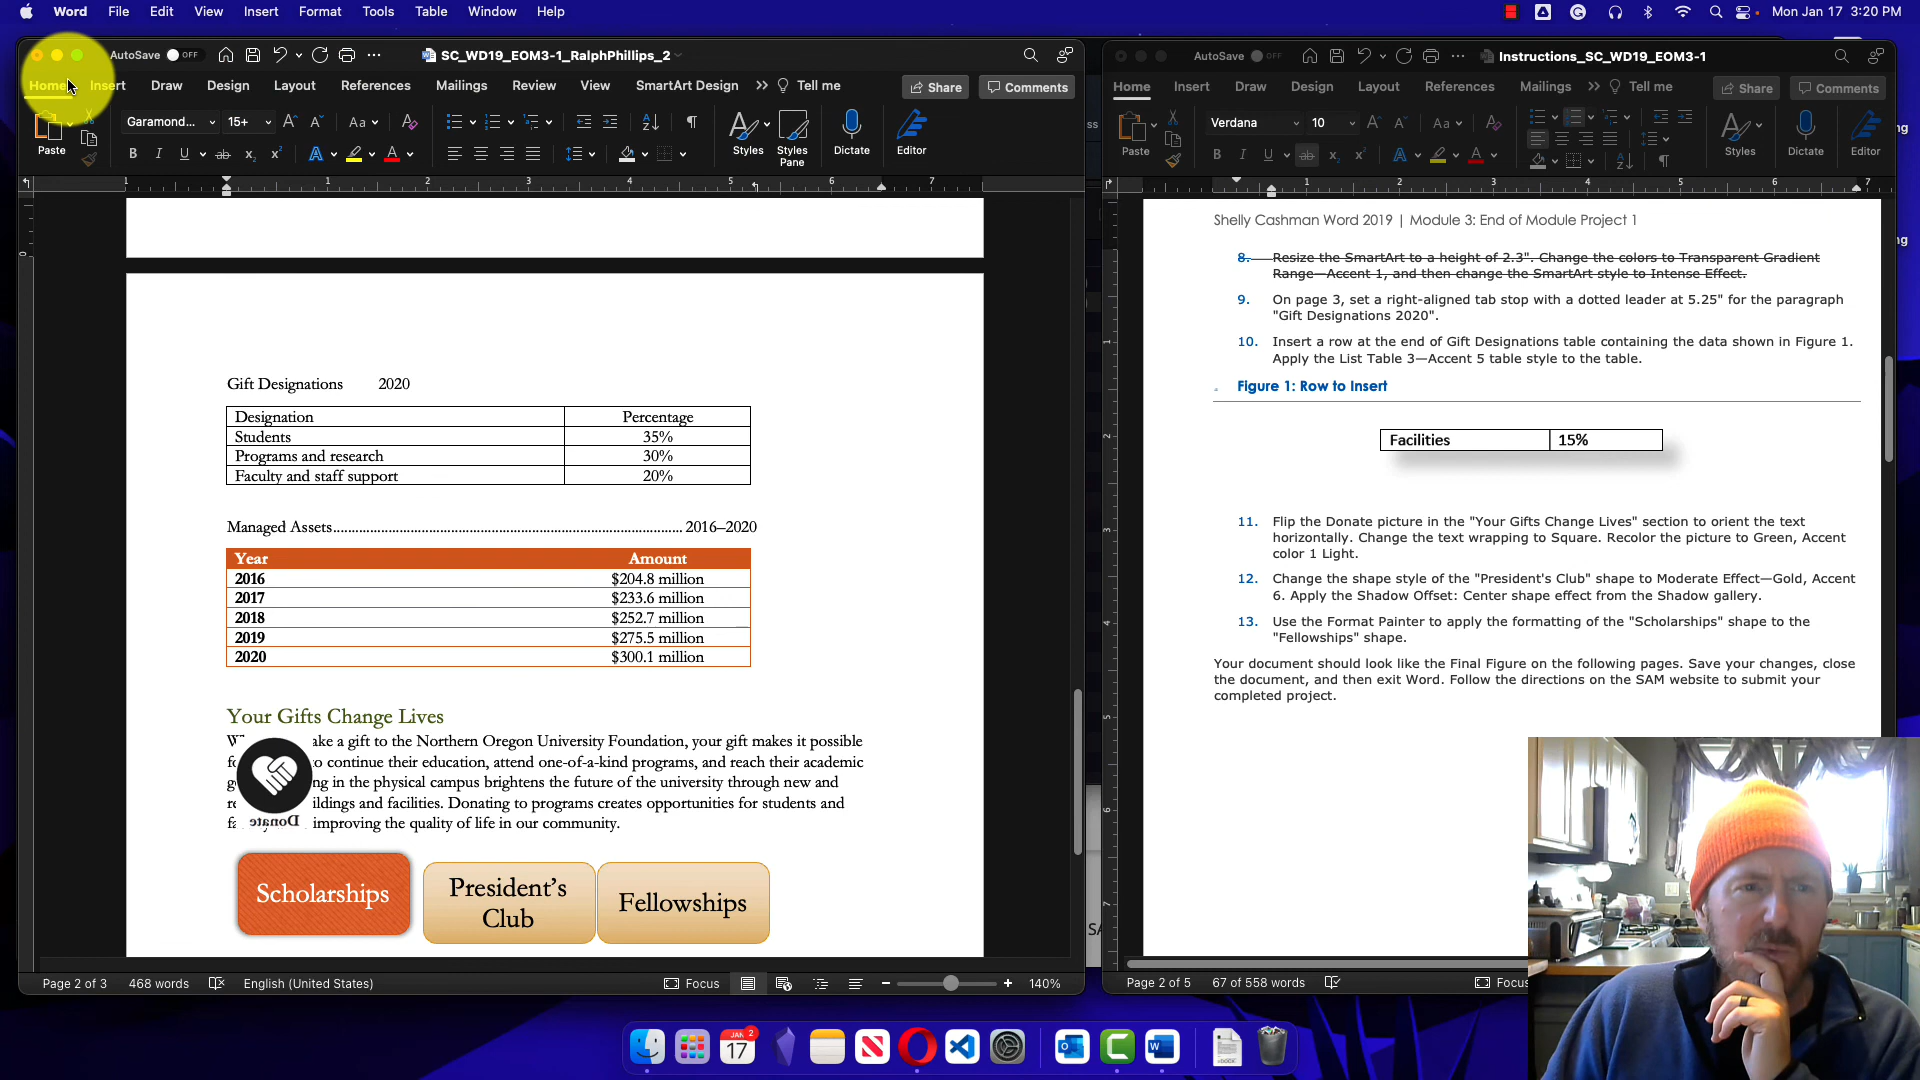 Word File Edit View Insert Format Tools Table Window Help
Mon Jan 17 3:20 PM
AutoSave OFF
SC_WD19_EOM3-1_RalphPhillips_2
Home Insert Draw Design Layout References Mailings Review View SmartArt Design Tell me
Share Comments
Garamond... 15+
Paste
Styles
Styles Pane
Dictate
Editor
Gift Designations 2020
Designation Percentage
Students 35%
Programs and research 30%
Faculty and staff support 20%
Managed Assets 2016–2020
Year Amount
2016 $204.8 million
2017 $233.6 million
2018 $252.7 million
2019 $275.5 million
2020 $300.1 million
Your Gifts Change Lives
ake a gift to the Northern Oregon University Foundation, your gift makes it possible
o continue their education, attend one-of-a-kind programs, and reach their academic
ng in the physical campus brightens the future of the university through new and
ildings and facilities. Donating to programs creates opportunities for students and
improving the quality of life in our community.
Donate
Scholarships
President's
Club
Fellowships
Page 2 of 3 468 words English (United States) Focus 140%
AutoSave OFF
Instructions_SC_WD19_EOM3-1
Home Insert Draw Design Layout References Mailings Tell me
Share Comments
Verdana 10
Paste
Styles
Dictate
Editor
Shelly Cashman Word 2019 | Module 3: End of Module Project 1
8. Resize the SmartArt to a height of 2.3". Change the colors to Transparent Gradient
Range—Accent 1, and then change the SmartArt style to Intense Effect.
9. On page 3, set a right-aligned tab stop with a dotted leader at 5.25" for the paragraph
"Gift Designations 2020".
10. Insert a row at the end of Gift Designations table containing the data shown in Figure 1.
Apply the List Table 3—Accent 5 table style to the table.
Figure 1: Row to Insert
Facilities 15%
11. Flip the Donate picture in the "Your Gifts Change Lives" section to orient the text
horizontally. Change the text wrapping to Square. Recolor the picture to Green, Accent
color 1 Light.
12. Change the shape style of the "President's Club" shape to Moderate Effect—Gold, Accent
6. Apply the Shadow Offset: Center shape effect from the Shadow gallery.
13. Use the Format Painter to apply the formatting of the "Scholarships" shape to the
"Fellowships" shape.
Your document should look like the Final Figure on the following pages. Save your changes, close
the document, and then exit Word. Follow the directions on the SAM website to submit your
completed project.
Page 2 of 5 67 of 558 words Focus
JAN
17
2